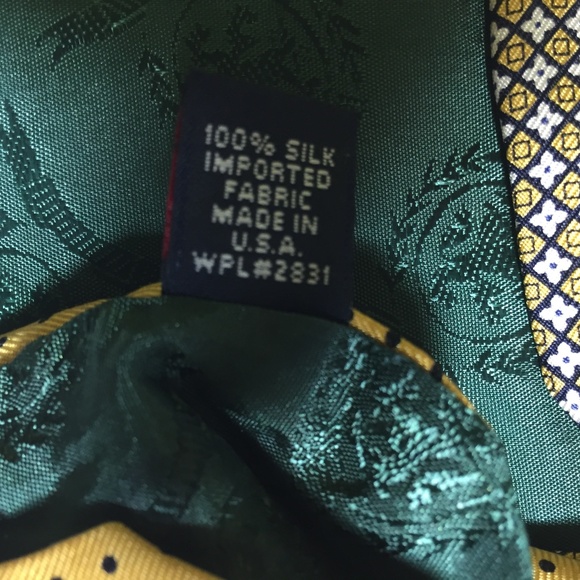 100% SILK
IMPORTED
FABRIC
MADE IN
U.S.A.
WPL#2831